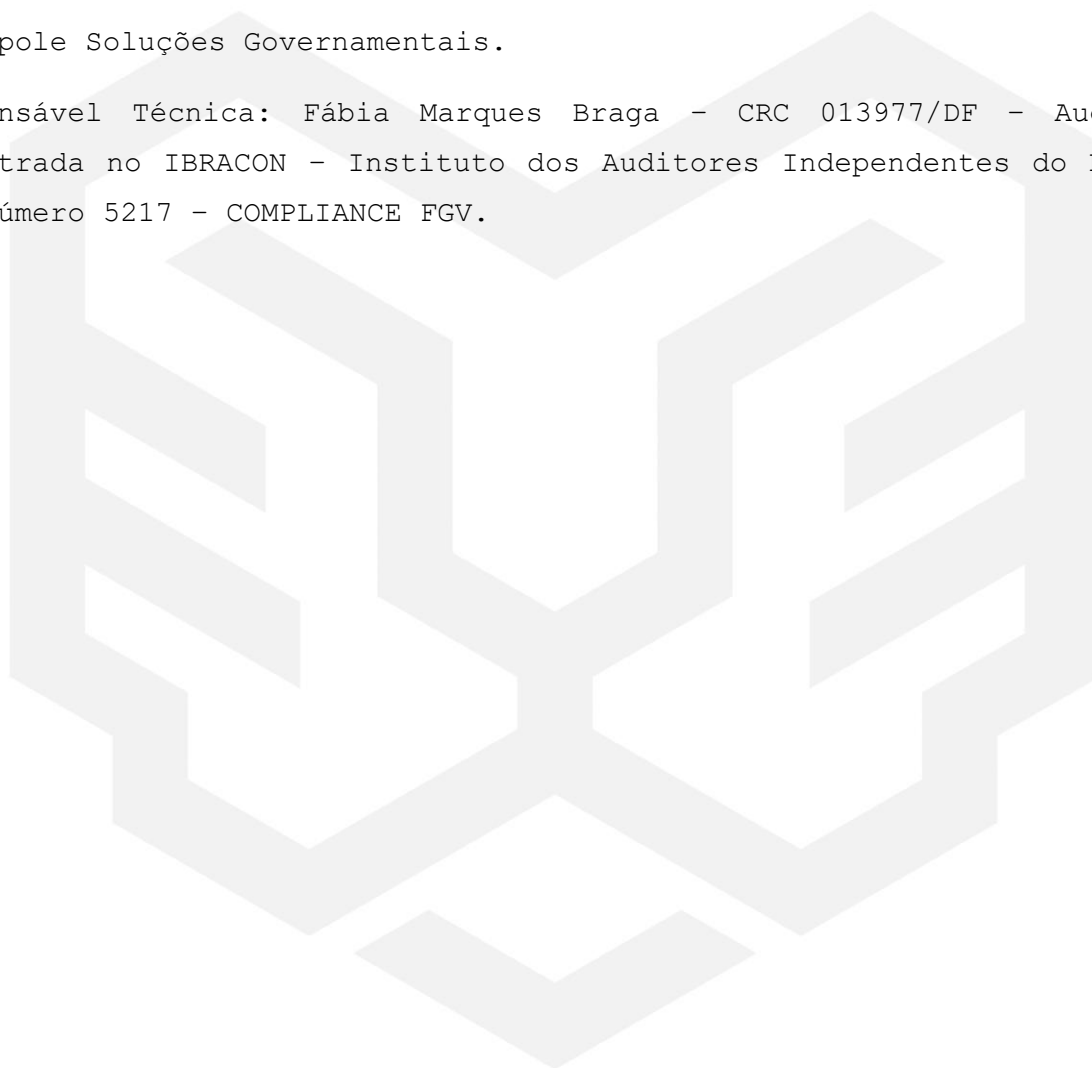 pole Soluções Governamentais.
nsável Técnica: Fábia Marques Braga – CRC 013977/DF – Au
trada no IBRACON – Instituto dos Auditores Independentes do
úmero 5217 – COMPLIANCE FGV.